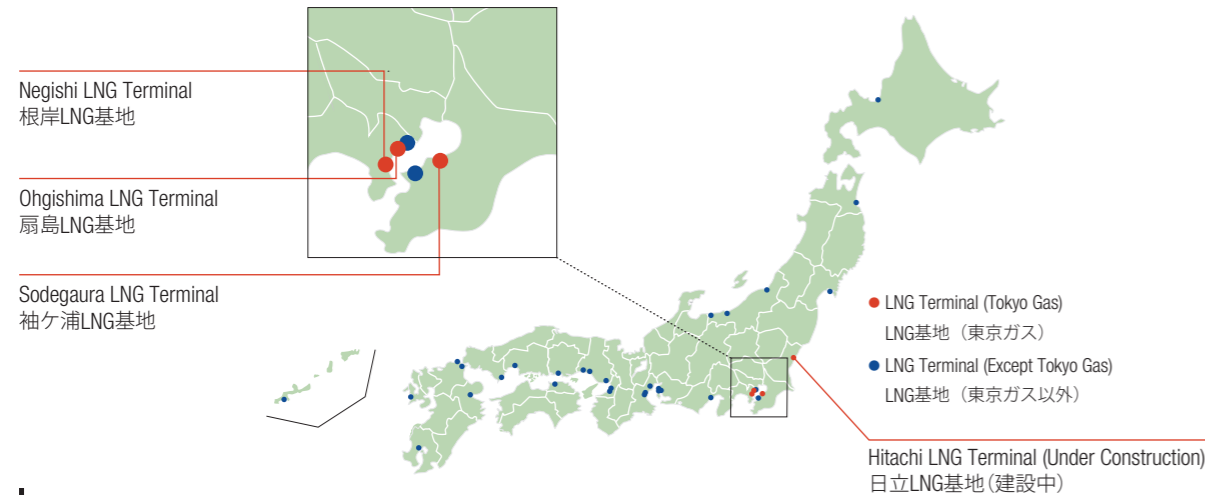 Negishi LNG Terminal
根岸LNG基地
Ohgishima LNG Terminal
扇島LNG基地
Sodegaura LNG Terminal
袖ケ浦LNG基地
LNG Terminal (Tokyo Gas)
LNG基地（東京ガス）
LNG Terminal (Except Tokyo Gas)
LNG基地（東京ガス以外）
Hitachi LNG Terminal (Under Construction)
日立LNG基地(建設中)